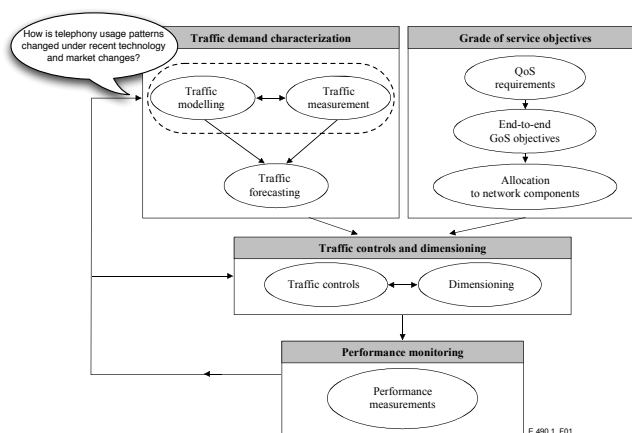 How is telephony usage patterns
changed under recent technology
and market changes?
Traffic demand characterization
Traffic
modelling
Traffic
measurement
Traffic
forecasting
Grade of service objectives
QoS
requirements
End-to-end
GoS objectives
Allocation
to network components
Traffic controls and dimensioning
Traffic controls
Dimensioning
Performance monitoring
Performance
measurements
E.490.1_F01